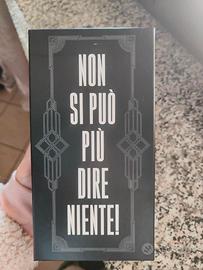 NON
SI PUÒ
PIÙ
DIRE
NIENTE!